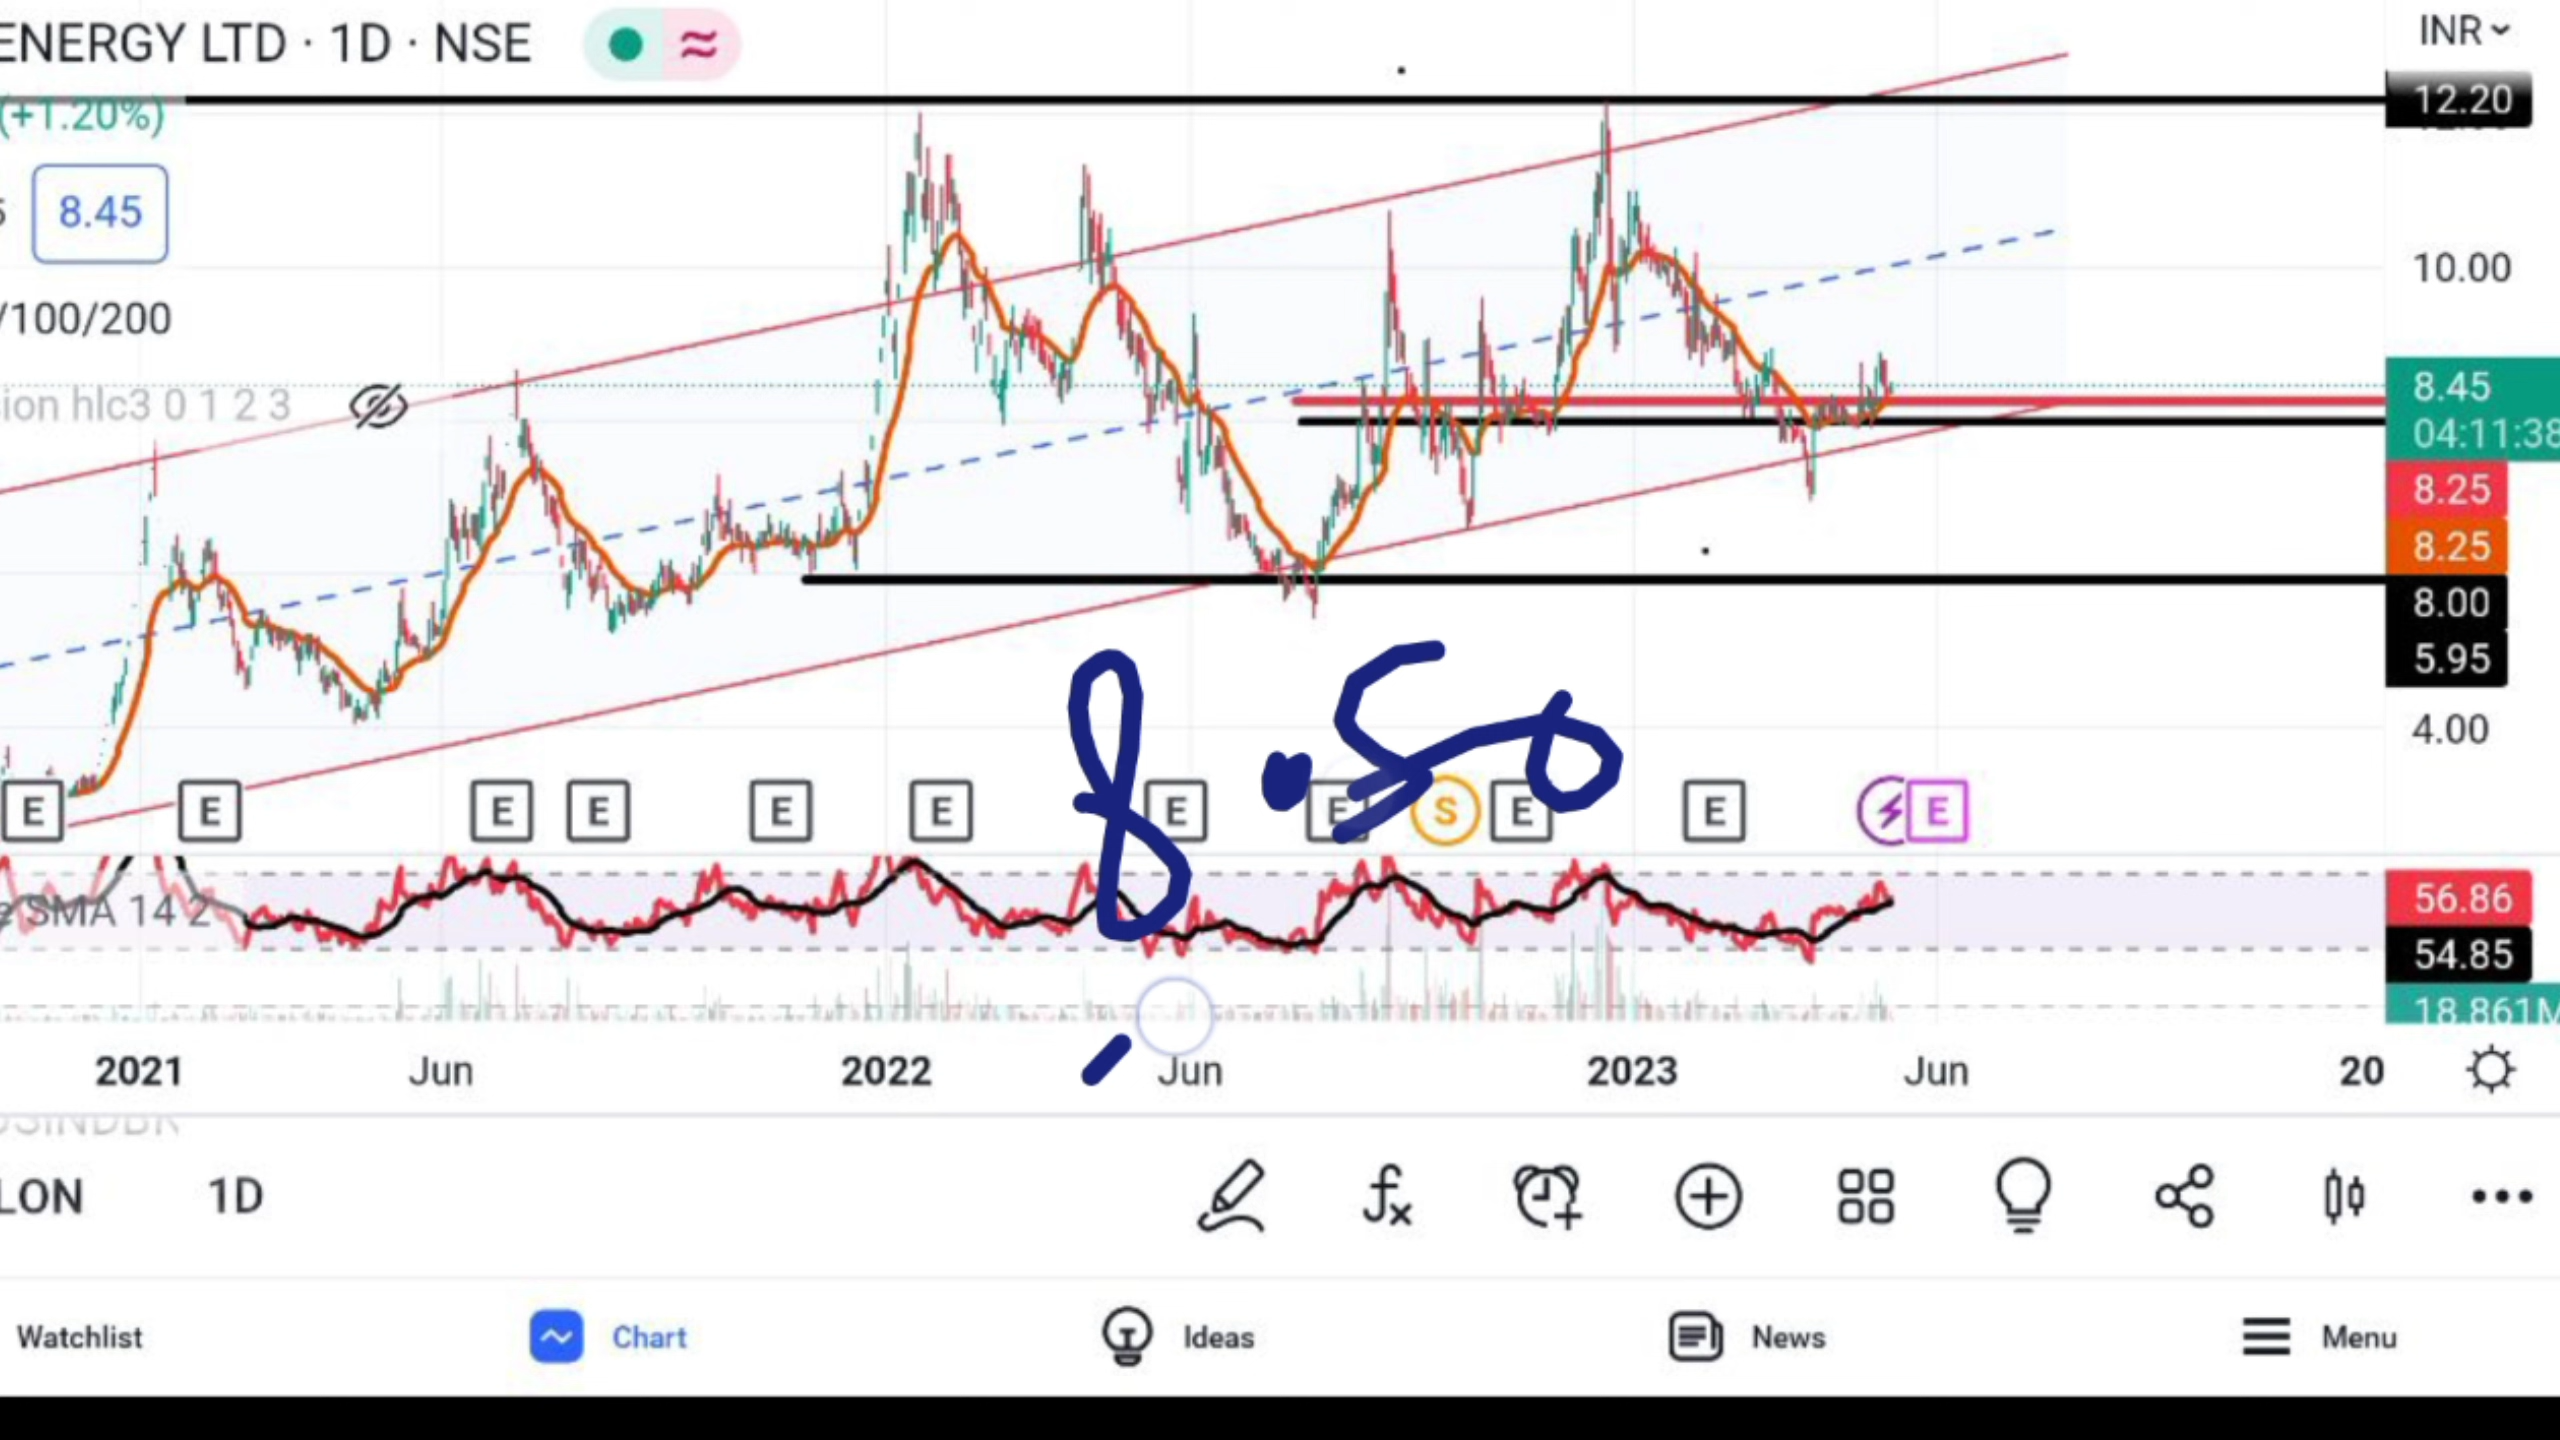 ENERGY LTD · 1D · NSE
INR
(+1.20%)
12.20
8.45
10.00
/100/200
ion hlc3 0 1 2 3
8.45
04:11:38
8.25
8.25
8.00
5.95
4.00
8.50
E E E E E E E E S E E E
SMA 14 2
56.86
54.85
18.861M
2021 Jun 2022 Jun 2023 Jun 20
LON 1D
Watchlist Chart Ideas News Menu